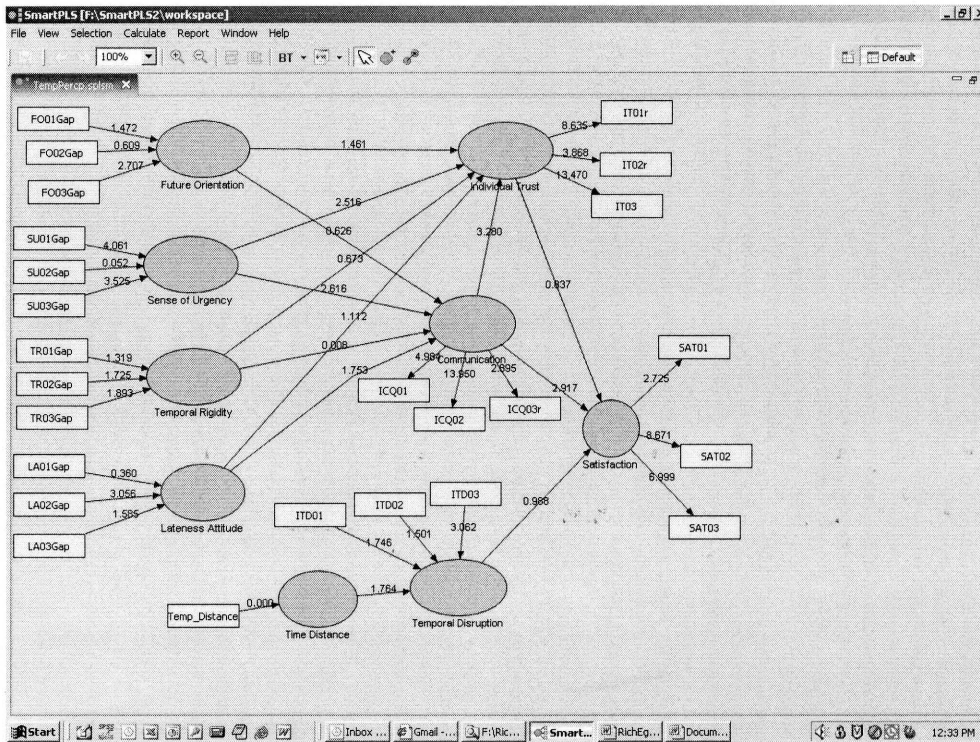 SmartPLS [F:\SmartPLS2\workspace]
File View Selection Calculate Report Window Help
100% BT Default
TempPercp.splsm
FO01Gap
1.472
FO02Gap
0.609
FO03Gap
2.707
Future Orientation
1.461
Individual Trust
8.635
IT01r
3.868
IT02r
13.470
IT03
SU01Gap
4.061
SU02Gap
0.052
SU03Gap
3.525
Sense of Urgency
2.516
0.626
0.673
2.616
1.112
3.280
0.837
TR01Gap
1.319
TR02Gap
1.725
TR03Gap
1.893
Temporal Rigidity
0.008
1.753
Communication
4.984
13.950
2.895
ICQ01
ICQ02
ICQ03r
2.917
Satisfaction
SAT01
2.725
SAT02
8.671
SAT03
6.999
LA01Gap
0.360
LA02Gap
3.056
LA03Gap
1.585
Lateness Attitude
ITD01
ITD02
ITD03
1.746
1.501
3.062
0.988
Temp_Distance
0.000
Time Distance
1.764
Temporal Disruption
Start Inbox ... Gmail -... F:\Ric... Smart... RichEg... Docum... 12:33 PM